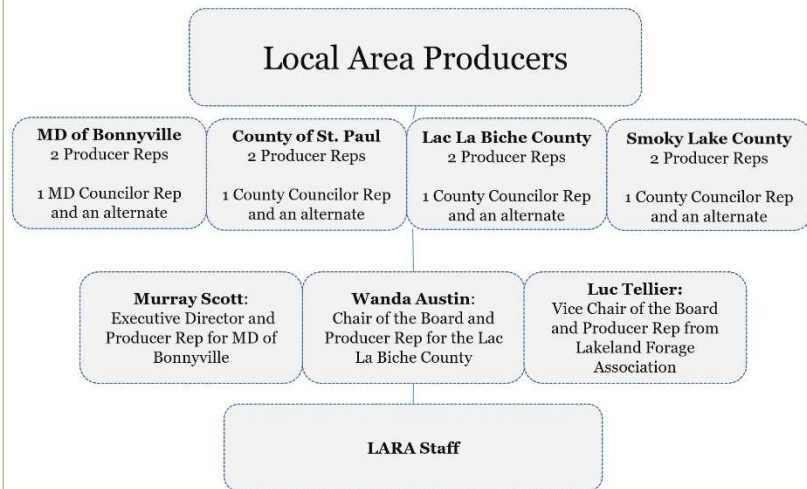 Local Area Producers
MD of Bonnyville
2 Producer Reps
1 MD Councilor Rep
and an alternate
County of St. Paul
2 Producer Reps
1 County Councilor Rep
and an alternate
Lac La Biche County
2 Producer Reps
1 County Councilor Rep
and an alternate
Smoky Lake County
2 Producer Reps
1 County Councilor Rep
and an alternate
Murray Scott:
Executive Director and
Producer Rep for MD of
Bonnyville
Wanda Austin:
Chair of the Board and
Producer Rep for the Lac
La Biche County
Luc Tellier:
Vice Chair of the Board
and Producer Rep from
Lakeland Forage
Association
LARA Staff